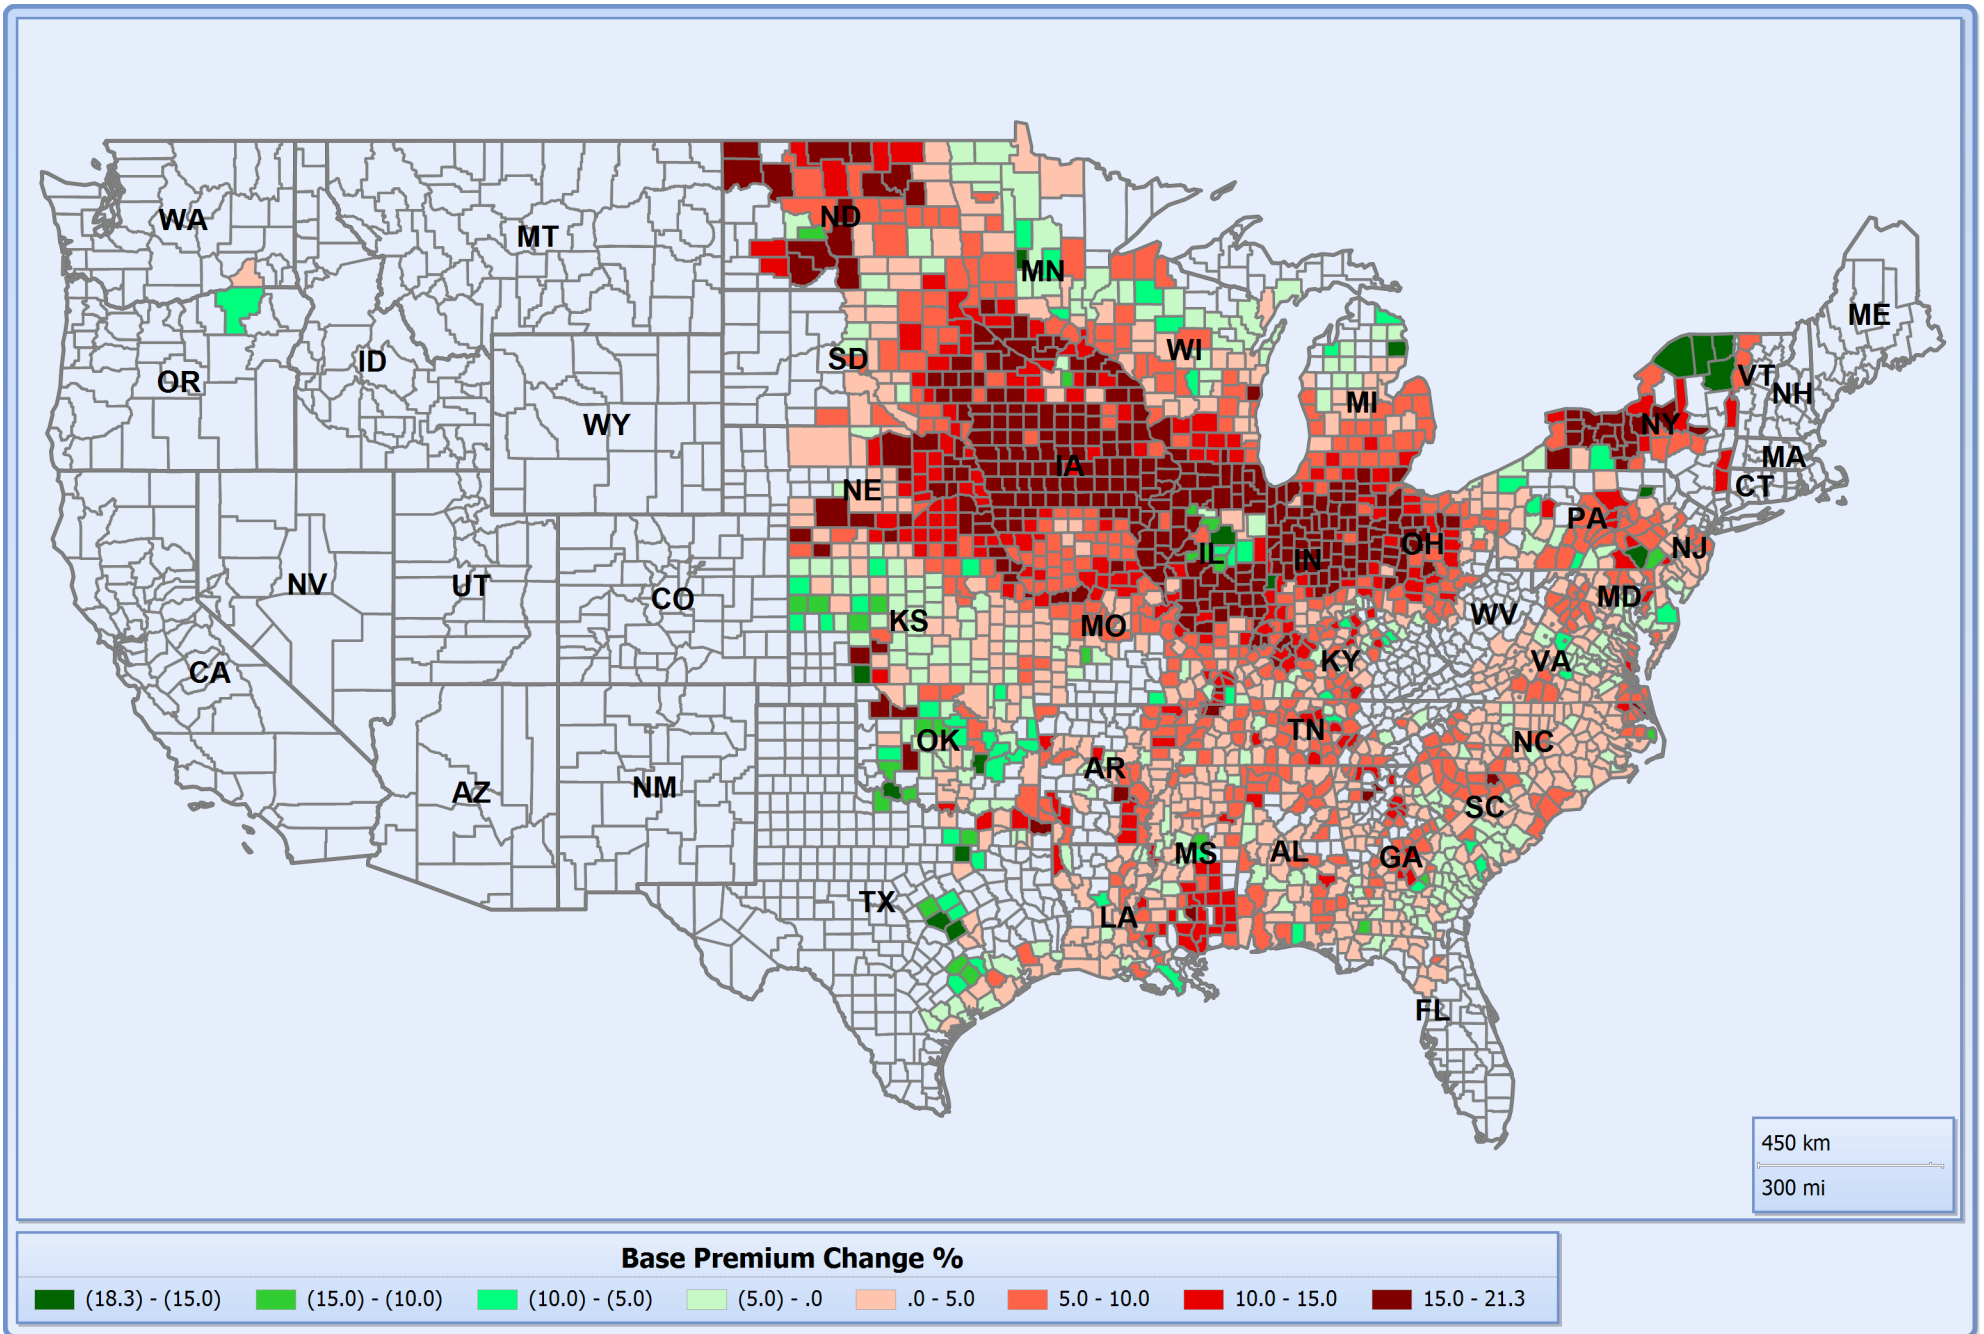 WA
MT
ND
MN
ME
OR
ID
SD
WI
VT
NH
MI
WY
NY
MA
IA
CT
NE
PA
IL
IN
OH
NJ
NV
UT
CO
KS
MO
WV
MD
CA
KY
VA
OK
TN
NC
AZ
NM
AR
SC
MS
AL
GA
TX
LA
FL
450 km
300 mi
Base Premium Change %
(18.3) - (15.0) (15.0) - (10.0) (10.0) - (5.0) (5.0) - .0 .0 - 5.0 5.0 - 10.0 10.0 - 15.0 15.0 - 21.3